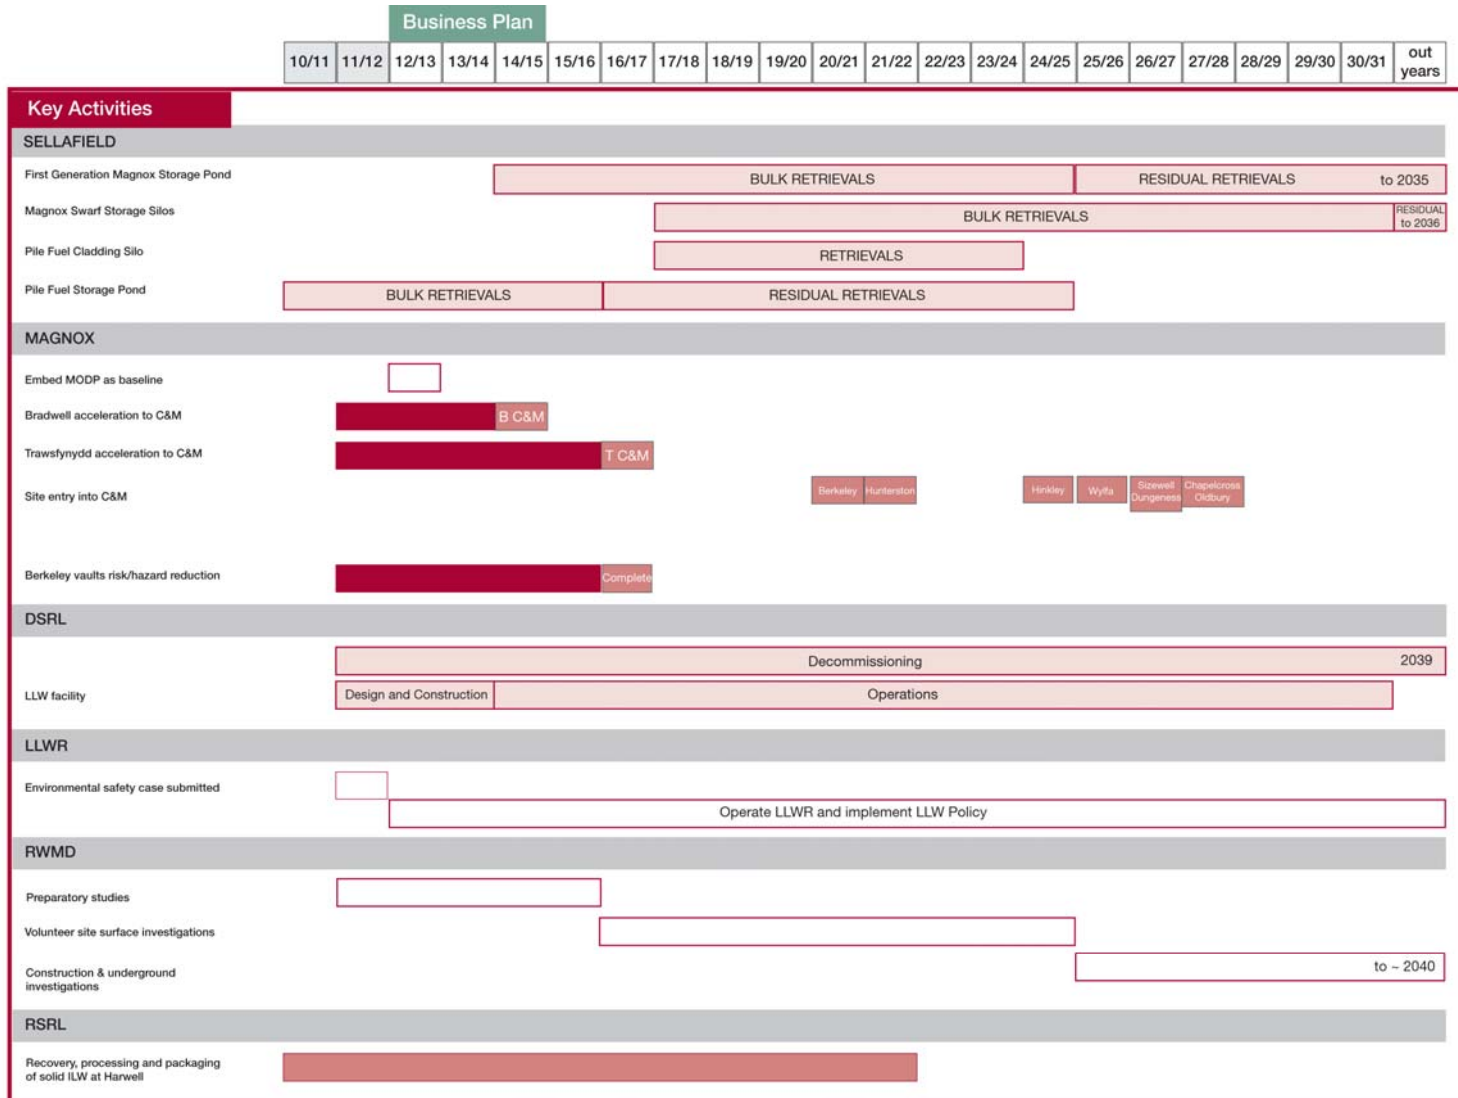 Business Plan
10/11 11/12 12/13 13/14 14/15 15/16 16/17 17/18 18/19 19/20 20/21 21/22 22/23 23/24 24/25 25/26 26/27 27/28 28/29 29/30 30/31 out
years
Key Activities
SELLAFIELD
First Generation Magnox Storage Pond BULK RETRIEVALS RESIDUAL RETRIEVALS to 2035
Magnox Swarf Storage Silos BULK RETRIEVALS RESIDUAL
to 2036
Pile Fuel Cladding Silo RETRIEVALS
Pile Fuel Storage Pond BULK RETRIEVALS RESIDUAL RETRIEVALS
MAGNOX
Embed MODP as baseline
Bradwell acceleration to C&M B C&M
Trawsfynydd acceleration to C&M T C&M
Site entry into C&M Berkeley Hunterston Hinkley Wylfa Sizewell Chapelcross
Dungeness Oldbury
Berkeley vaults risk/hazard reduction Complete
DSRL
Decommissioning 2039
LLW facility Design and Construction Operations
LLWR
Environmental safety case submitted
Operate LLWR and implement LLW Policy
RWMD
Preparatory studies
Volunteer site surface investigations
Construction & underground to ~ 2040
investigations
RSRL
Recovery, processing and packaging
of solid ILW at Harwell